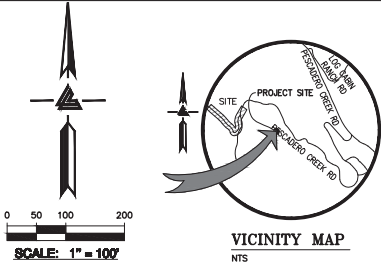 LOG CABIN
RANCH RD
PESCADERO CREEK RD
PROJECT SITE
SITE
PESCADERO CREEK RD
0 50 100 200
SCALE: 1" = 100'
VICINITY MAP
NTS